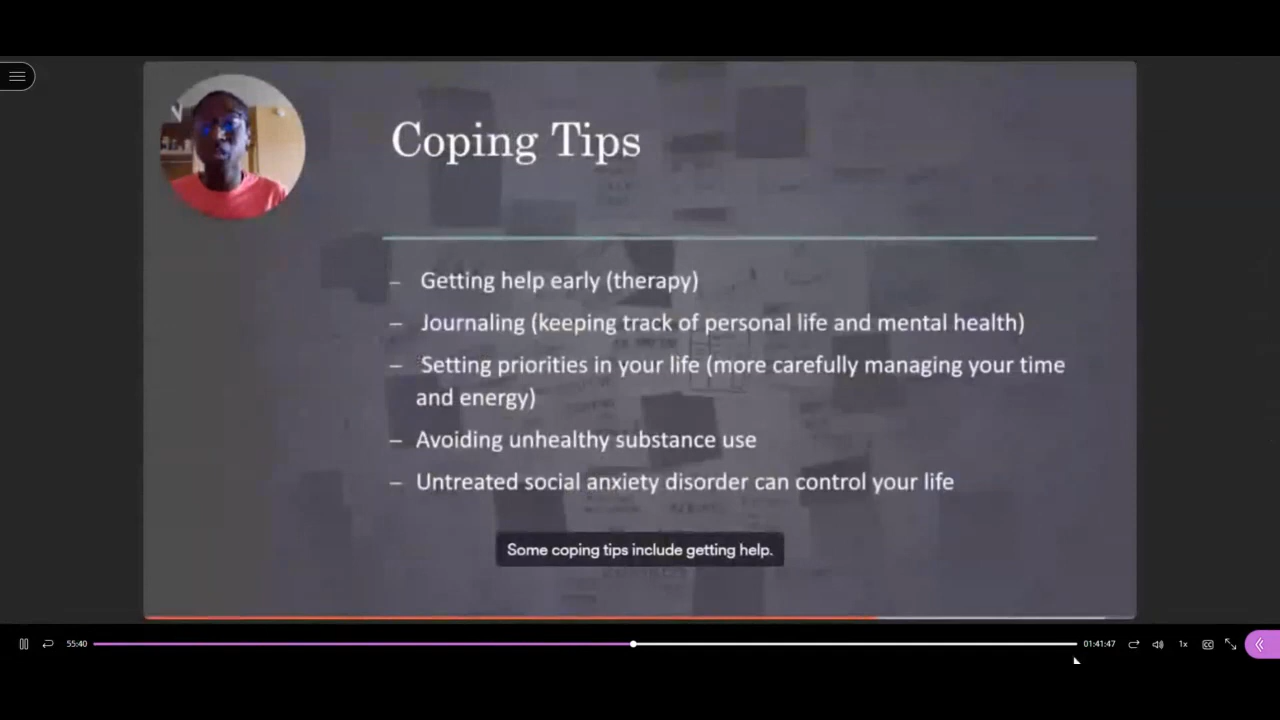 Coping Tips
– Getting help early (therapy)
– Journaling (keeping track of personal life and mental health)
– Setting priorities in your life (more carefully managing your time
and energy)
– Avoiding unhealthy substance use
– Untreated social anxiety disorder can control your life
Some coping tips include getting help.
55:40
01:41:47
1x
CC